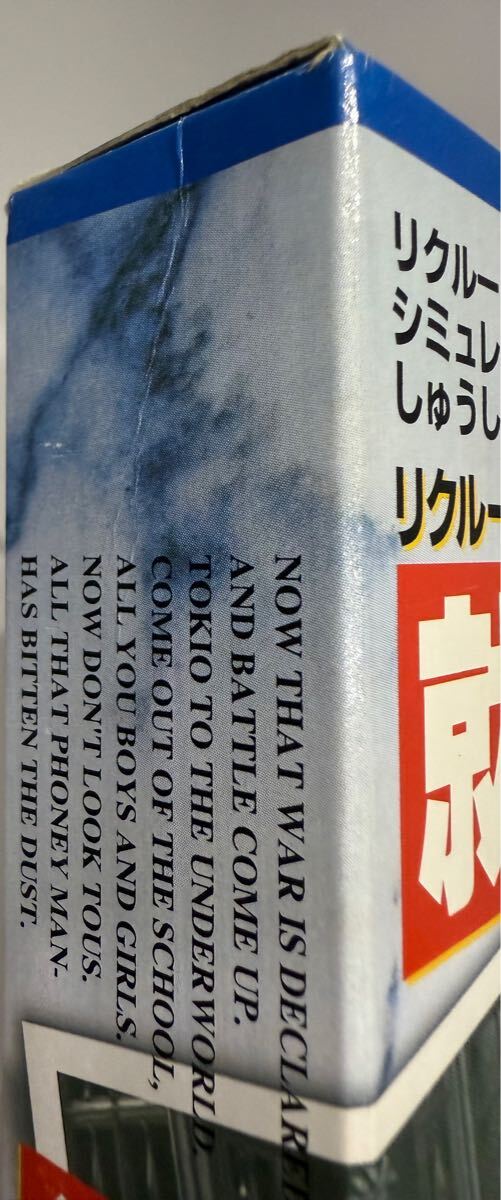 NOW THAT WAR IS DECLARED
AND BATTLE COME UP.
TOKIO TO THE UNDERWORLD.
COME OUT OF THE SCHOOL,
ALL YOU BOYS AND GIRLS.
NOW DON'T LOOK TOUS.
ALL THAT PHONEY MAN-
HAS BITTEN THE DUST.
リクルー
シミュレ
しゅうし
リクルー
就